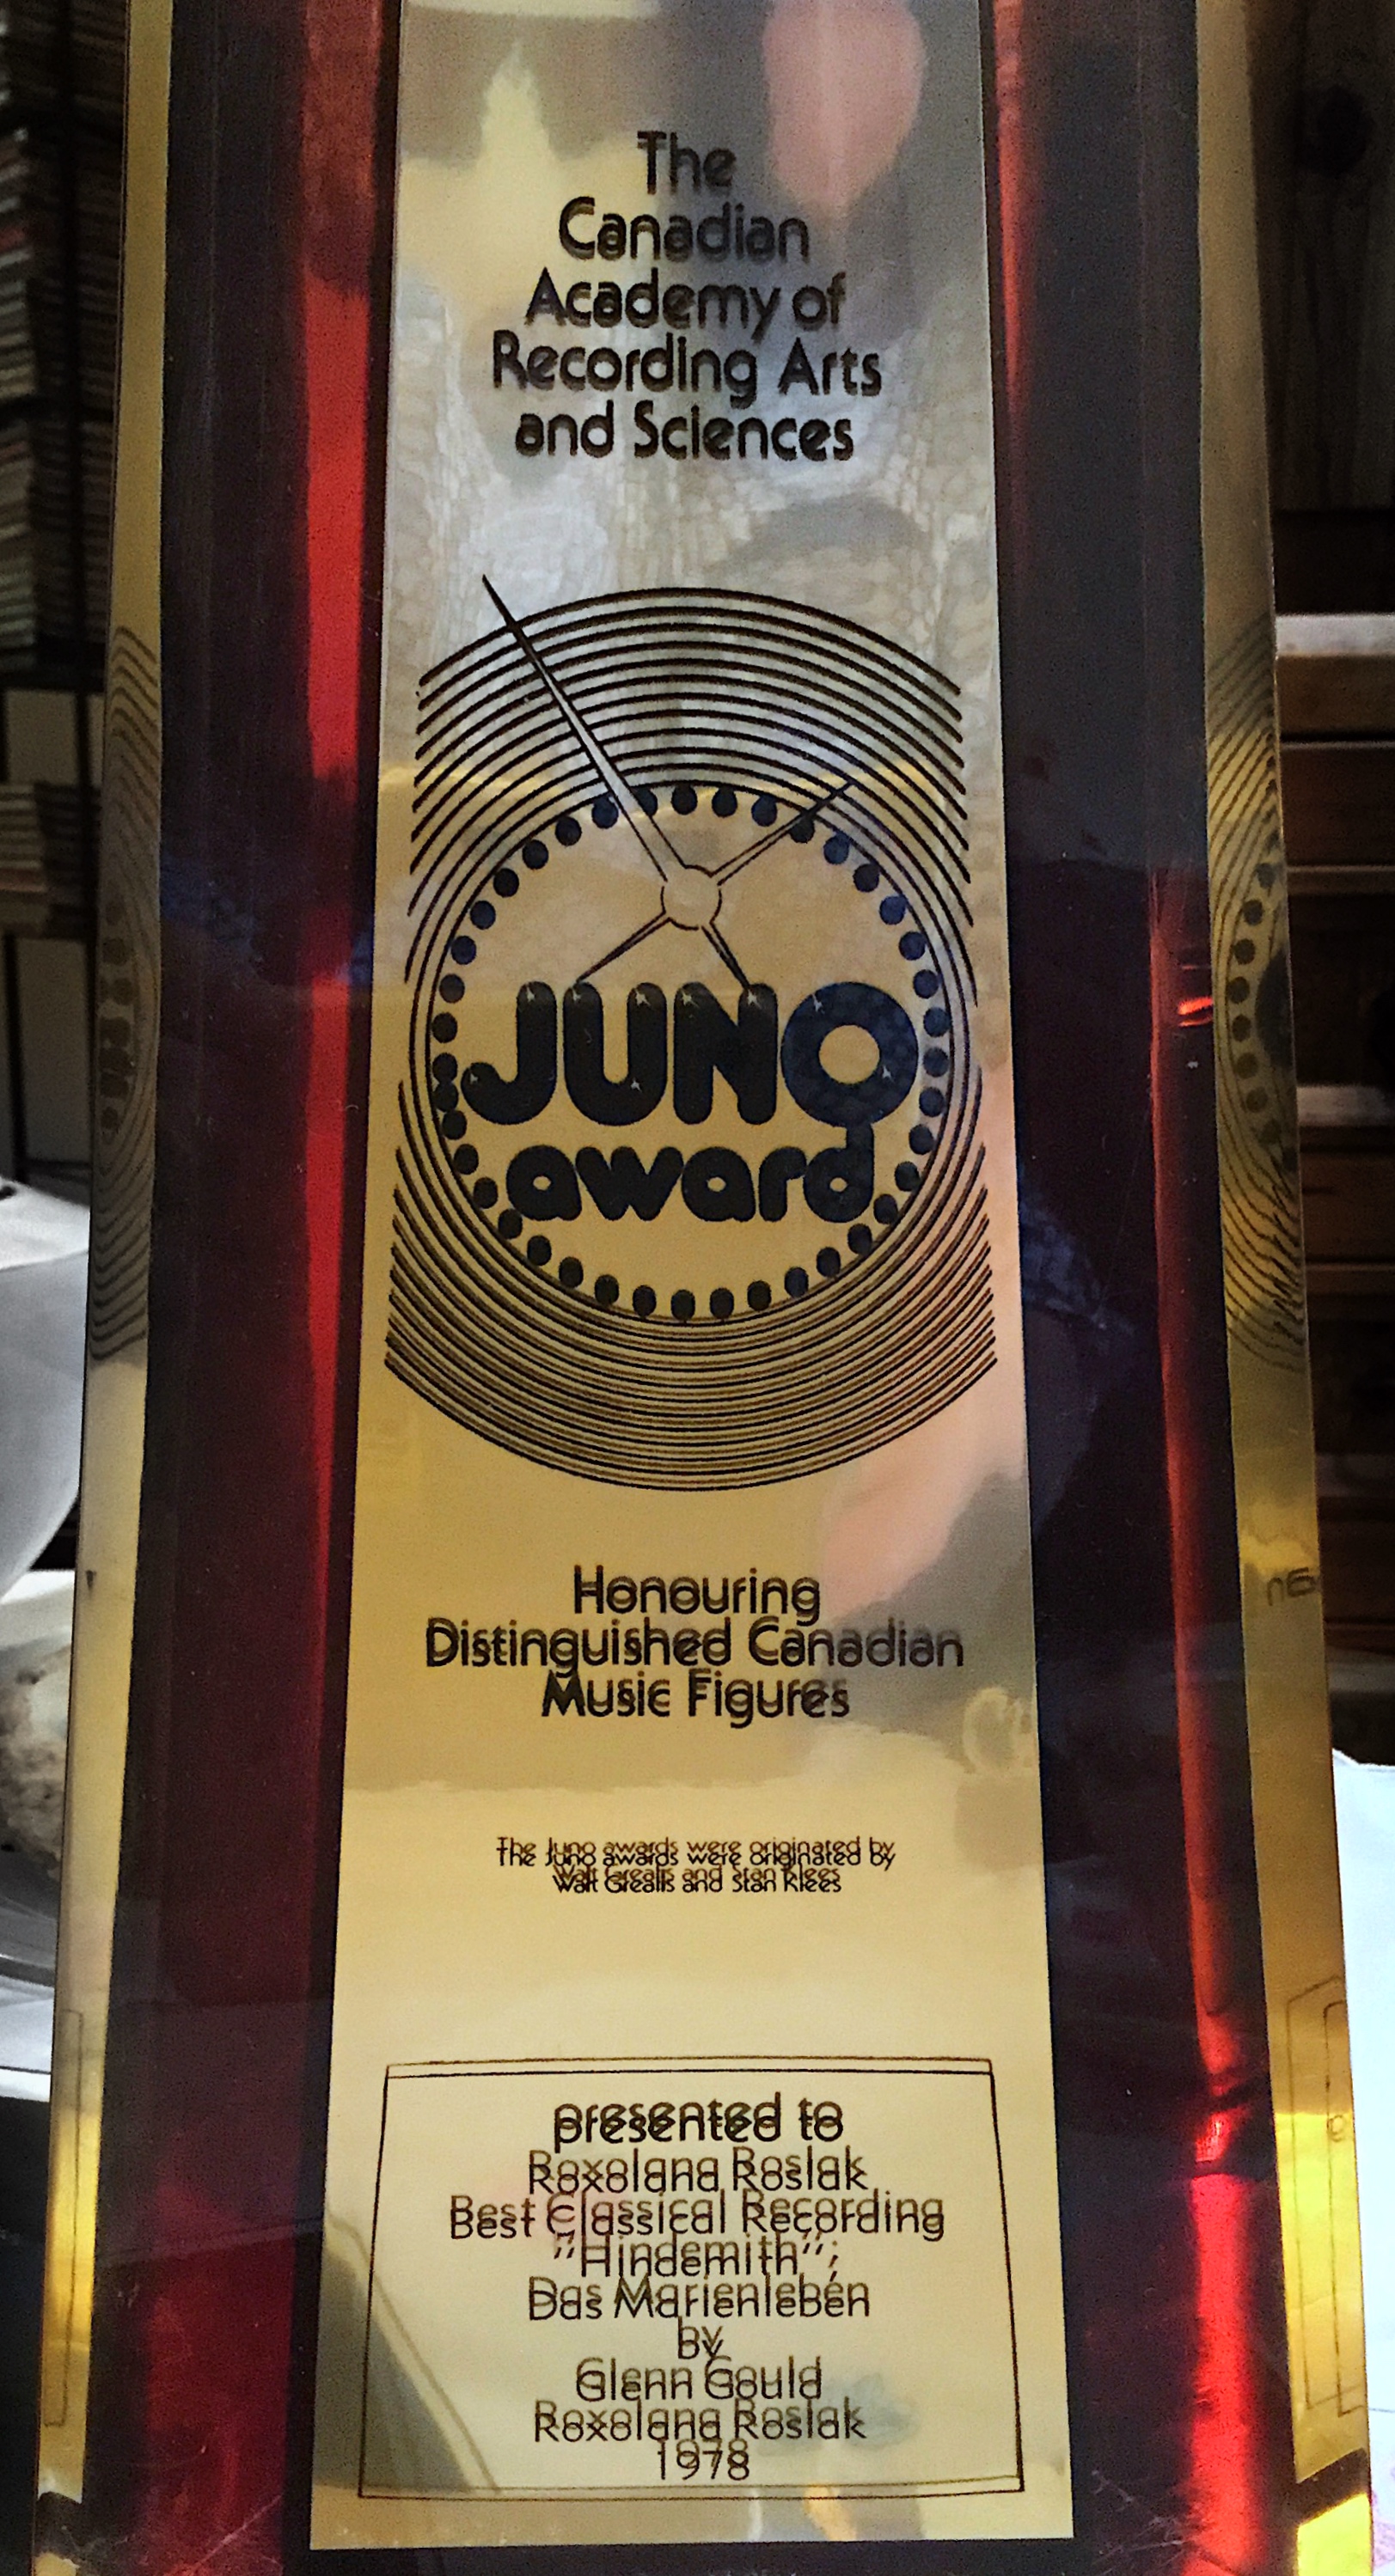 The
Canadian
Academy of
Recording Arts
and Sciences
JUNO
award
Honouring
Distinguished Canadian
Music Figures
The Juno awards were originated by
Walt Grealis and Stan Klees
presented to
Roxolana Roslak
Best Classical Recording
"Hindemith";
Das Marienleben
by
Glenn Gould
Roxolana Roslak
1978